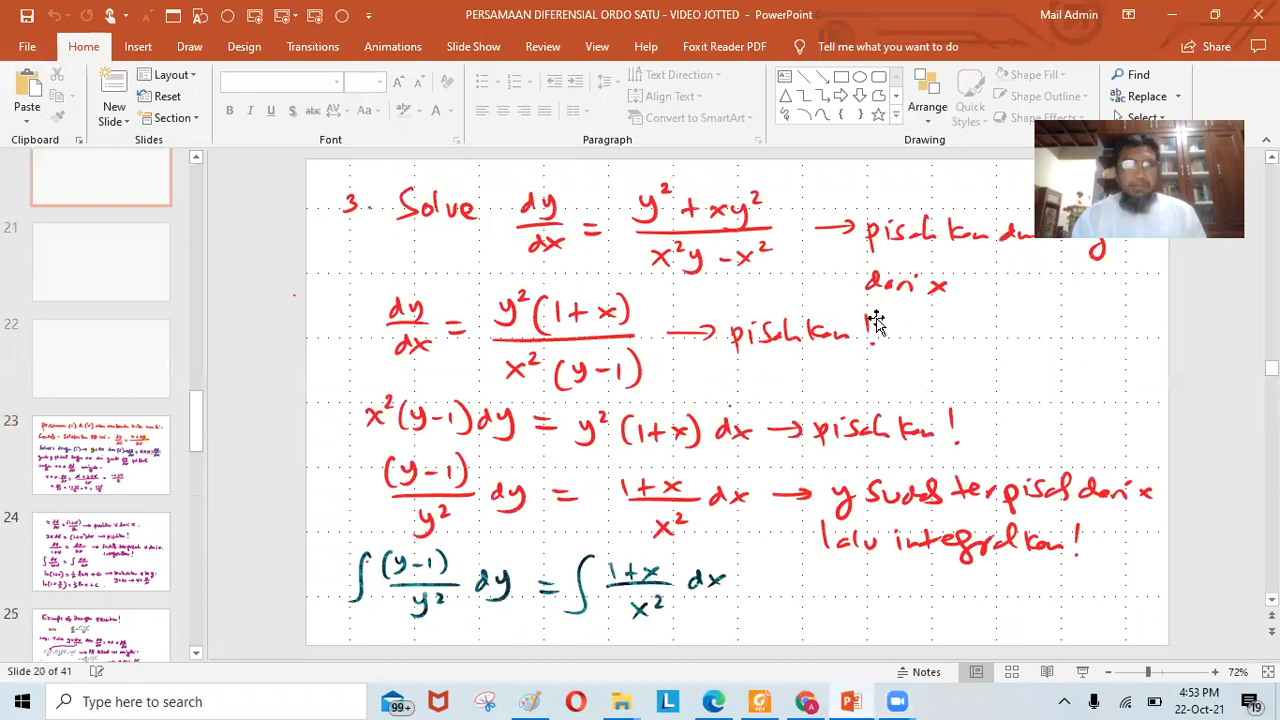 PERSAMAAN DIFERENSIAL ORDO SATU - VIDEO JOTTED - PowerPoint
Mail Admin
File Home Insert Draw Design Transitions Animations Slide Show Review View Help Foxit Reader PDF Tell me what you want to do Share
Paste
New Slide
Layout
Reset
Section
Text Direction
Align Text
Convert to SmartArt
Arrange
Quick Styles
Shape Fill
Shape Outline
Shape Effects
Find
Replace
Select
Clipboard Slides Font Paragraph Drawing Editing
21
22
23
24
25
3. Solve dy/dx = (y² + xy²)/(x²y - x²) → pisahkan
dari x
dy/dx = y²(1+x)/x²(y-1) → pisahkan !
x²(y-1)dy = y²(1+x)dx → pisahkan !
(y-1)/y² dy = 1+x/x² dx → y sudah terpisah dari x
lalu integralkan !
∫ (y-1)/y² dy = ∫ 1+x/x² dx
Slide 20 of 41
Notes
72%
Type here to search
99+
4:53 PM
22-Oct-21
19